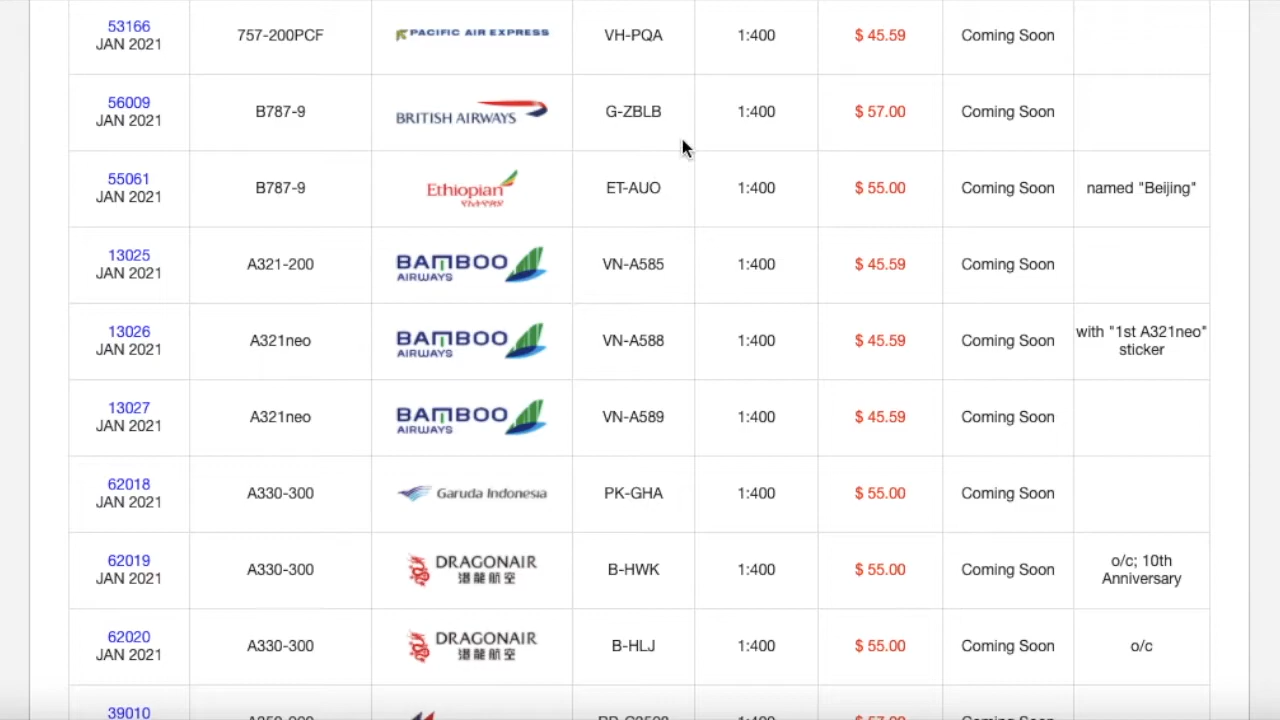 53166
JAN 2021
757-200PCF
PACIFIC AIR EXPRESS
VH-PQA
1:400
$ 45.59
Coming Soon
56009
JAN 2021
B787-9
BRITISH AIRWAYS
G-ZBLB
1:400
$ 57.00
Coming Soon
55061
JAN 2021
B787-9
Ethiopian
ET-AUO
1:400
$ 55.00
Coming Soon
named "Beijing"
13025
JAN 2021
A321-200
BAMBOO
AIRWAYS
VN-A585
1:400
$ 45.59
Coming Soon
13026
JAN 2021
A321neo
BAMBOO
AIRWAYS
VN-A588
1:400
$ 45.59
Coming Soon
with "1st A321neo"
sticker
13027
JAN 2021
A321neo
BAMBOO
AIRWAYS
VN-A589
1:400
$ 45.59
Coming Soon
62018
JAN 2021
A330-300
Garuda Indonesia
PK-GHA
1:400
$ 55.00
Coming Soon
62019
JAN 2021
A330-300
DRAGONAIR
港龍航空
B-HWK
1:400
$ 55.00
Coming Soon
o/c; 10th
Anniversary
62020
JAN 2021
A330-300
DRAGONAIR
港龍航空
B-HLJ
1:400
$ 55.00
Coming Soon
o/c
39010